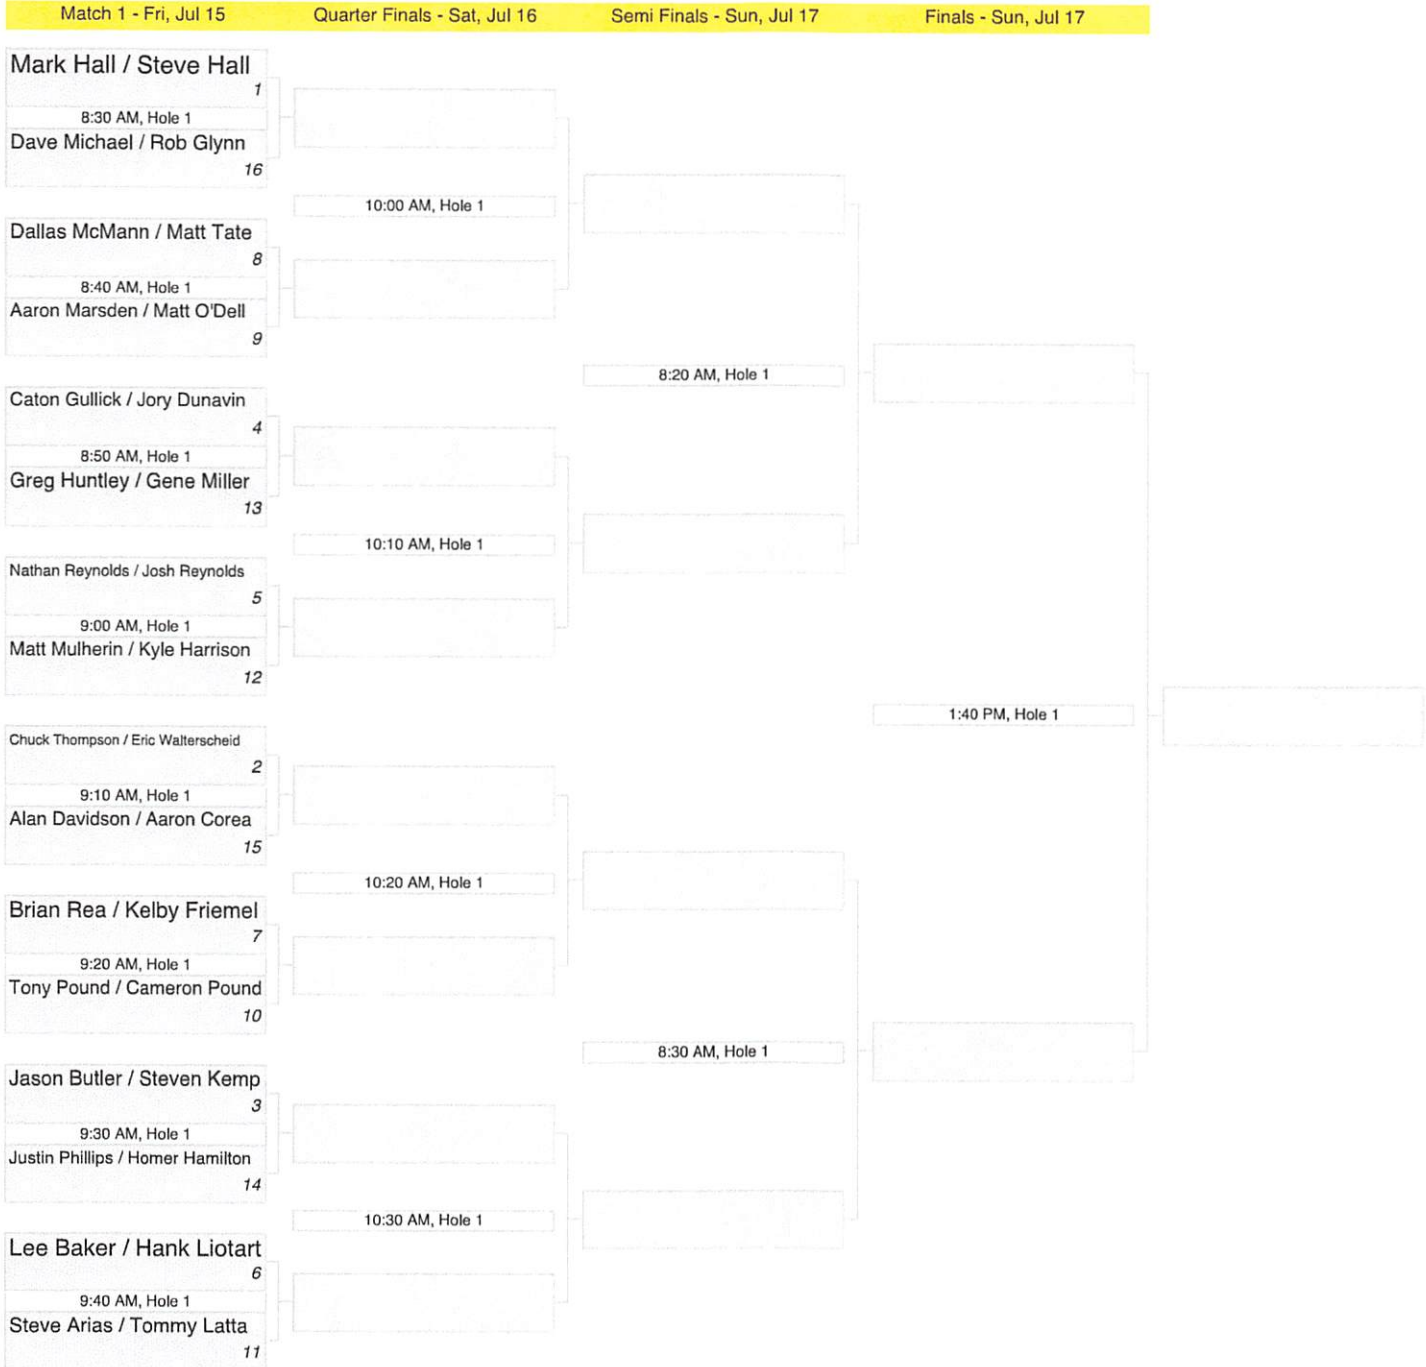 Match 1 - Fri, Jul 15
Quarter Finals - Sat, Jul 16
Semi Finals - Sun, Jul 17
Finals - Sun, Jul 17
Mark Hall / Steve Hall
1
8:30 AM, Hole 1
Dave Michael / Rob Glynn
16
10:00 AM, Hole 1
Dallas McMann / Matt Tate
8
8:40 AM, Hole 1
Aaron Marsden / Matt O'Dell
9
8:20 AM, Hole 1
Caton Gullick / Jory Dunavin
4
8:50 AM, Hole 1
Greg Huntley / Gene Miller
13
10:10 AM, Hole 1
Nathan Reynolds / Josh Reynolds
5
9:00 AM, Hole 1
Matt Mulherin / Kyle Harrison
12
1:40 PM, Hole 1
Chuck Thompson / Eric Walterscheid
2
9:10 AM, Hole 1
Alan Davidson / Aaron Corea
15
10:20 AM, Hole 1
Brian Rea / Kelby Friemel
7
9:20 AM, Hole 1
Tony Pound / Cameron Pound
10
8:30 AM, Hole 1
Jason Butler / Steven Kemp
3
9:30 AM, Hole 1
Justin Phillips / Homer Hamilton
14
10:30 AM, Hole 1
Lee Baker / Hank Liotart
6
9:40 AM, Hole 1
Steve Arias / Tommy Latta
11